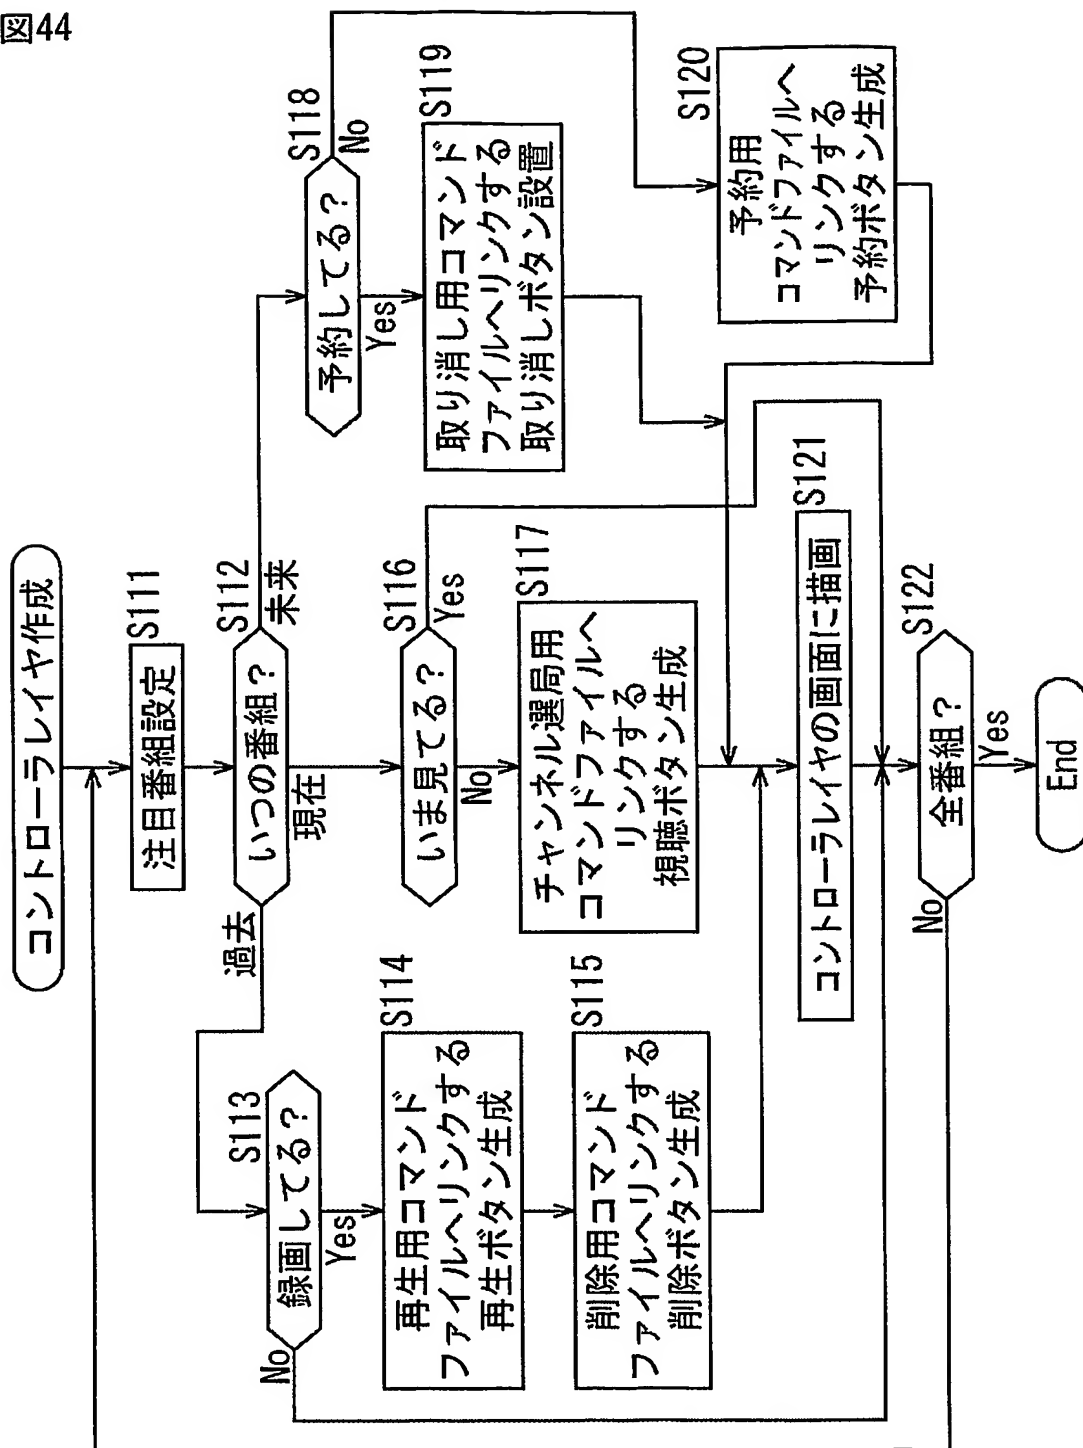 図44
コントローラレイヤ作成
S111
注目番組設定
S112
いつの番組?
過去
現在
未来
S113
録画してる?
No
Yes
S114
再生用コマンド
ファイルへリンクする
再生ボタン生成
S115
削除用コマンド
ファイルへリンクする
削除ボタン生成
S116
いま見てる?
Yes
No
S117
チャンネル選局用
コマンドファイルへ
リンクする
視聴ボタン生成
S118
予約してる?
No
Yes
S119
取り消し用コマンド
ファイルへリンクする
取り消しボタン設置
S120
予約用
コマンドファイルへ
リンクする
予約ボタン生成
S121
コントローラレイヤの画面に描画
S122
全番組?
No
Yes
End